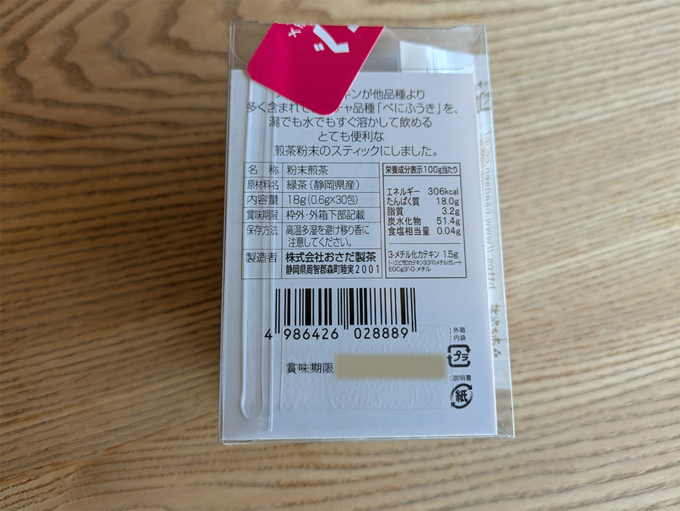 キンが他品種より
多く含まれて
ャ品種「べにふうき」を、
湯でも水でもすぐ溶かして飲める
とても便利な
煎茶粉末のスティックにしました。
名 称 粉末煎茶
原材料名 緑茶(静岡県産)
内容量 18g(0.6g×30包)
賞味期限 枠外・外箱下部記載
保存方法 高温多湿を避け移り香に
注意してください。
製造者 株式会社おさだ製茶
静岡県周智郡森町睦実2001
栄養成分表示100g当たり
エネルギー 306kcal
たんぱく質 18.0g
脂質 3.2g
炭水化物 51.4g
食塩相当量 0.04g
3-メチル化カテキン 1.5g
4 986426 028889
賞味期限
:外箱
:内袋
プラ
:説明書
紙